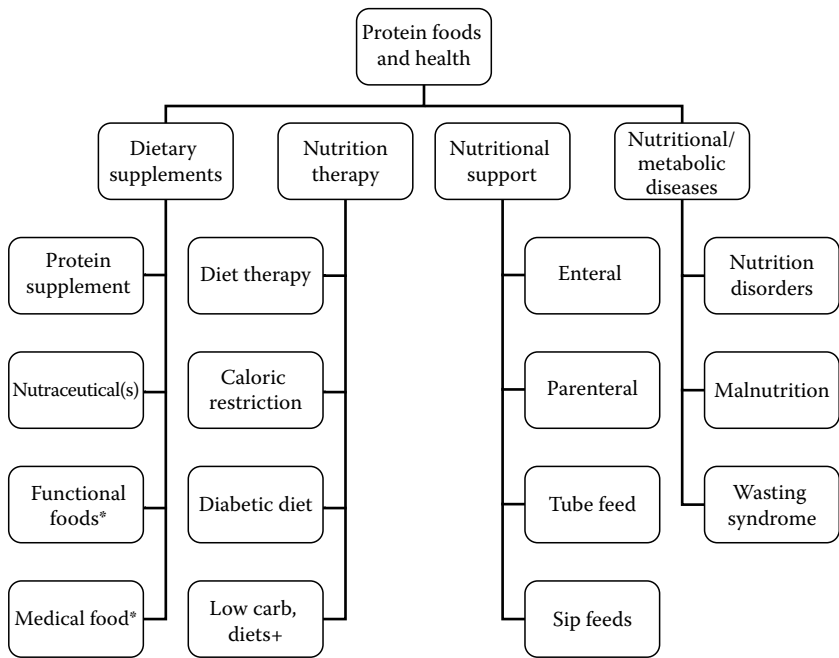 Protein foods
and health
Dietary
supplements
Nutrition
therapy
Nutritional
support
Nutritional/
metabolic
diseases
Protein
supplement
Diet therapy
Enteral
Nutrition
disorders
Nutraceutical(s)
Caloric
restriction
Parenteral
Malnutrition
Functional
foods*
Diabetic diet
Tube feed
Wasting
syndrome
Medical food*
Low carb,
diets+
Sip feeds